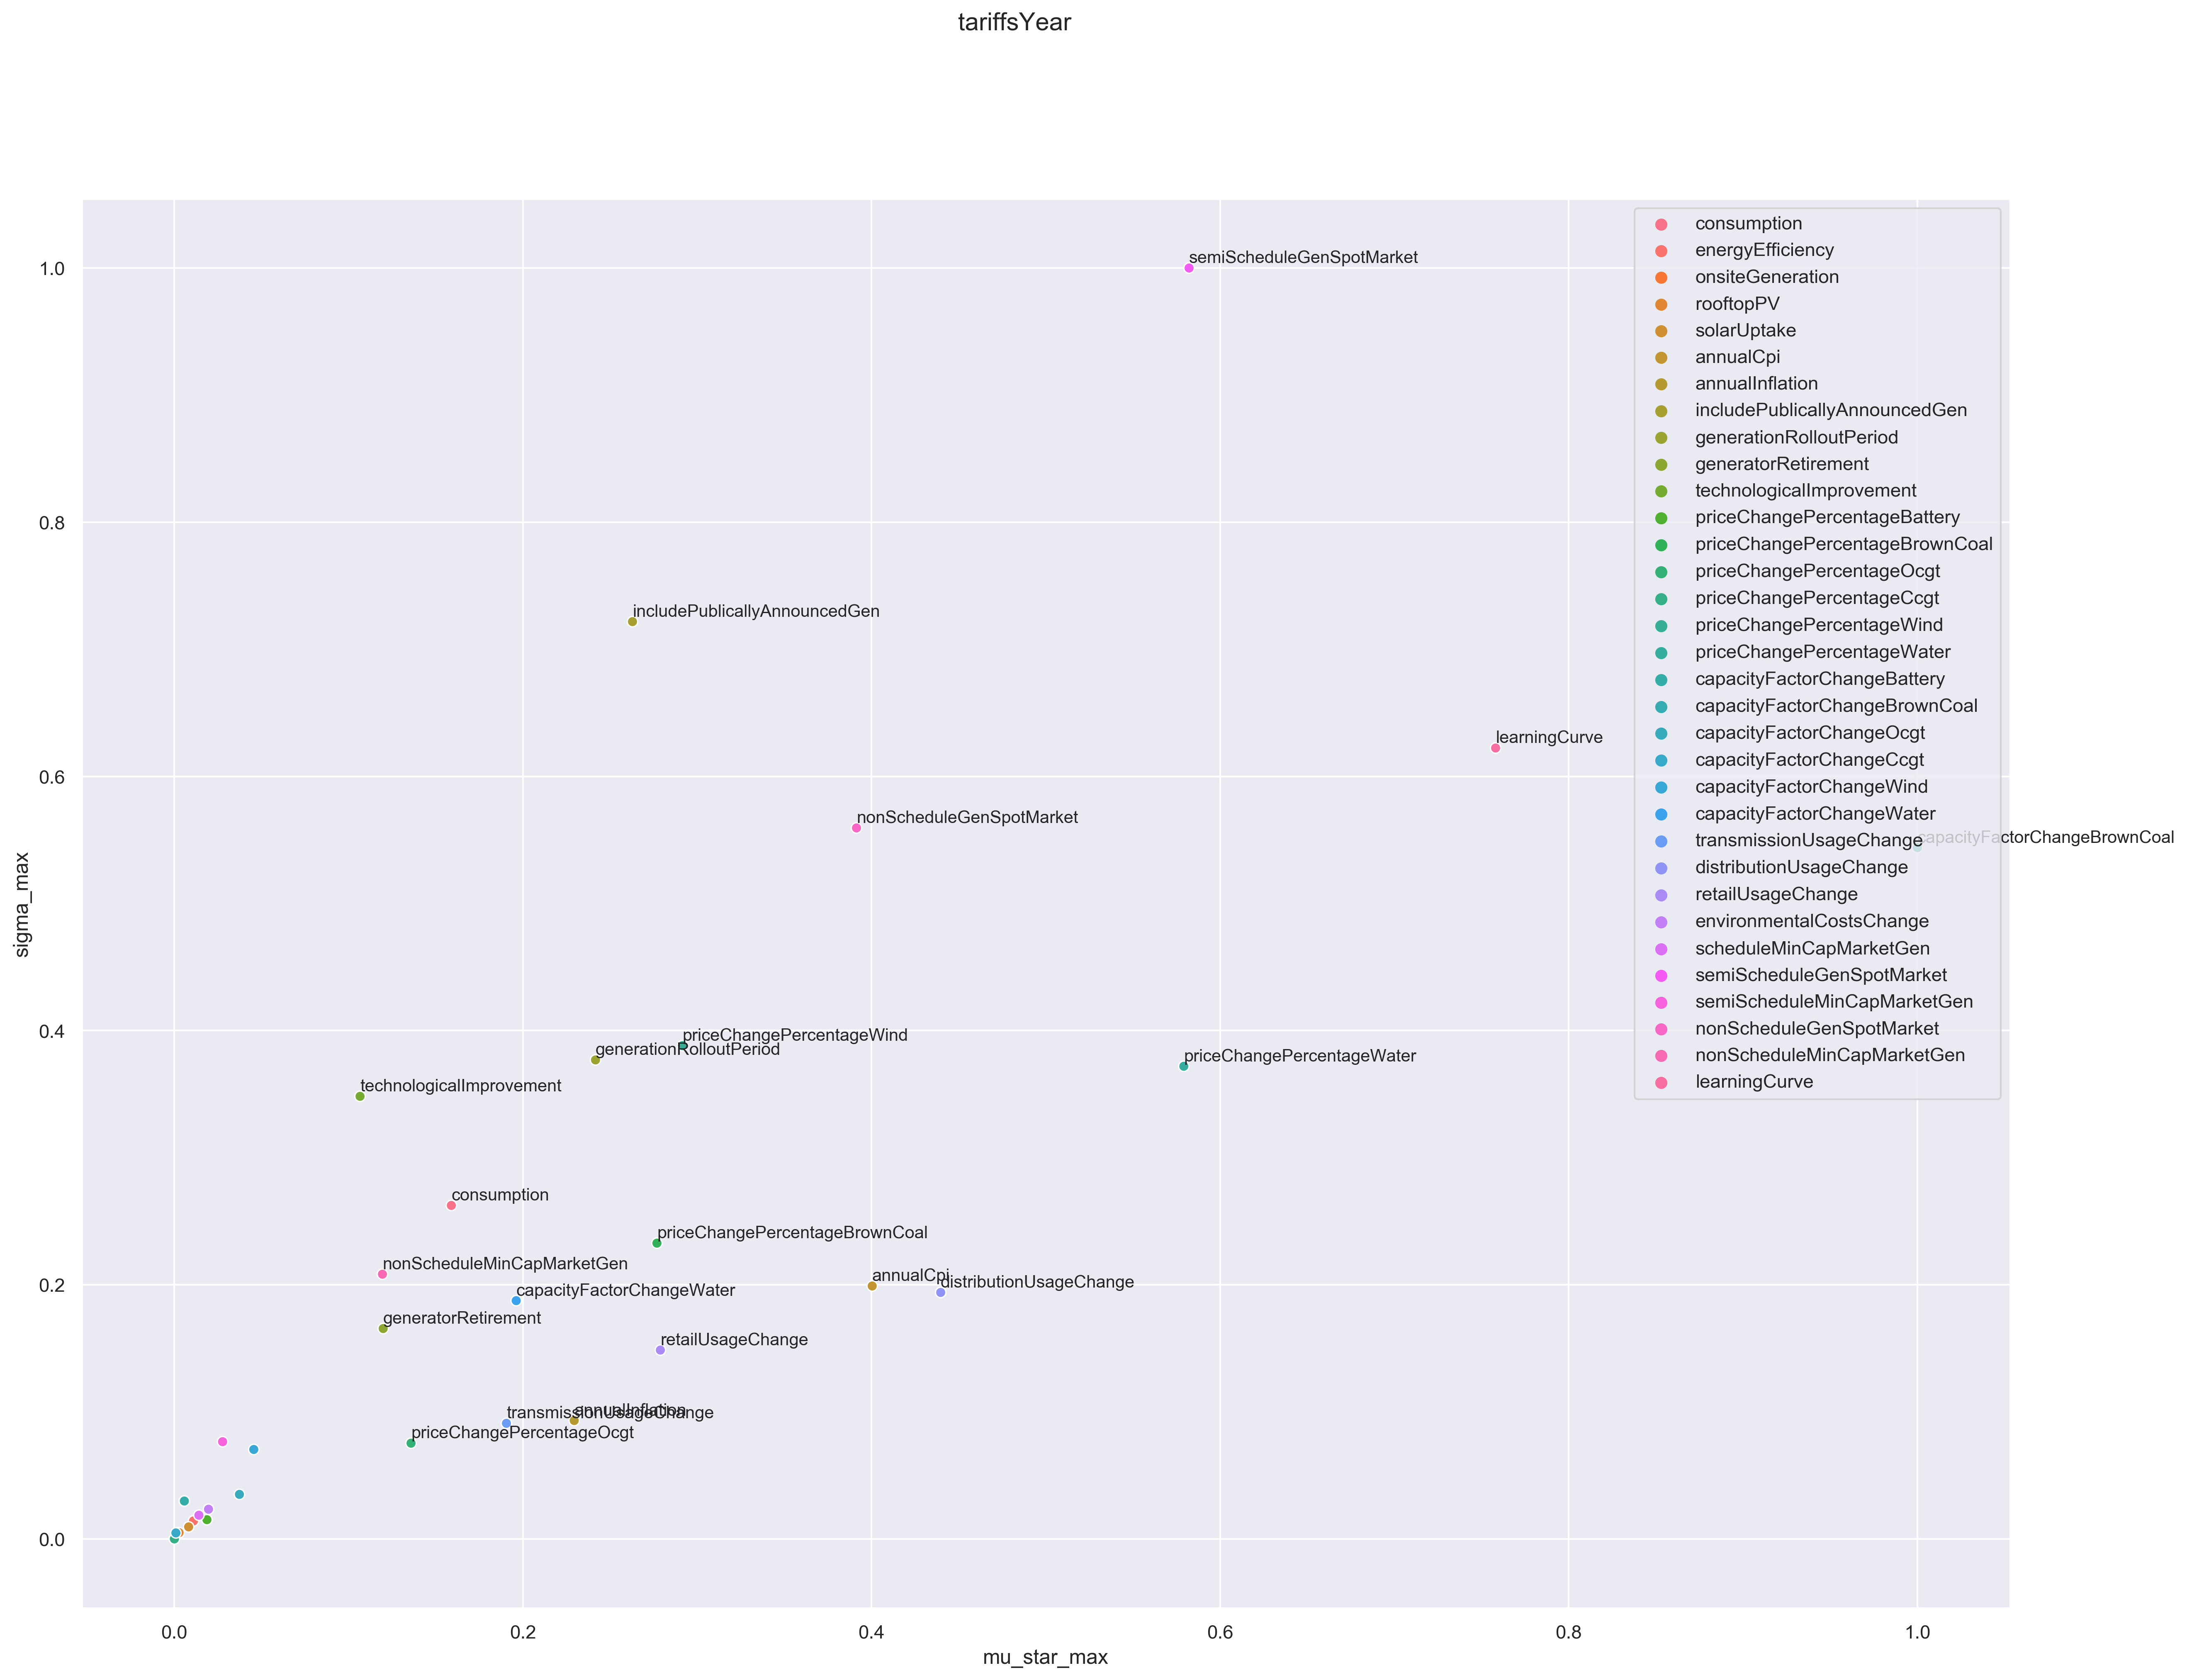 tariffsYear
1.0
0.8
0.6
0.4
0.2
0.0
sigma_max
semiScheduleGenSpotMarket
includePublicallyAnnouncedGen
learningCurve
nonScheduleGenSpotMarket
capacityFactorChangeBrownCoal
priceChangePercentageWind
generationRolloutPeriod
priceChangePercentageWater
technologicalImprovement
consumption
priceChangePercentageBrownCoal
nonScheduleMinCapMarketGen
annualCpi
distributionUsageChange
capacityFactorChangeWater
generatorRetirement
retailUsageChange
annualInflation
transmissionUsageChange
priceChangePercentageOcgt
consumption
energyEfficiency
onsiteGeneration
rooftopPV
solarUptake
annualCpi
annualInflation
includePublicallyAnnouncedGen
generationRolloutPeriod
generatorRetirement
technologicalImprovement
priceChangePercentageBattery
priceChangePercentageBrownCoal
priceChangePercentageOcgt
priceChangePercentageCcgt
priceChangePercentageWind
priceChangePercentageWater
capacityFactorChangeBattery
capacityFactorChangeBrownCoal
capacityFactorChangeOcgt
capacityFactorChangeCcgt
capacityFactorChangeWind
capacityFactorChangeWater
transmissionUsageChange
distributionUsageChange
retailUsageChange
environmentalCostsChange
scheduleMinCapMarketGen
semiScheduleGenSpotMarket
semiScheduleMinCapMarketGen
nonScheduleGenSpotMarket
nonScheduleMinCapMarketGen
learningCurve
0.0 0.2 0.4 0.6 0.8 1.0
mu_star_max